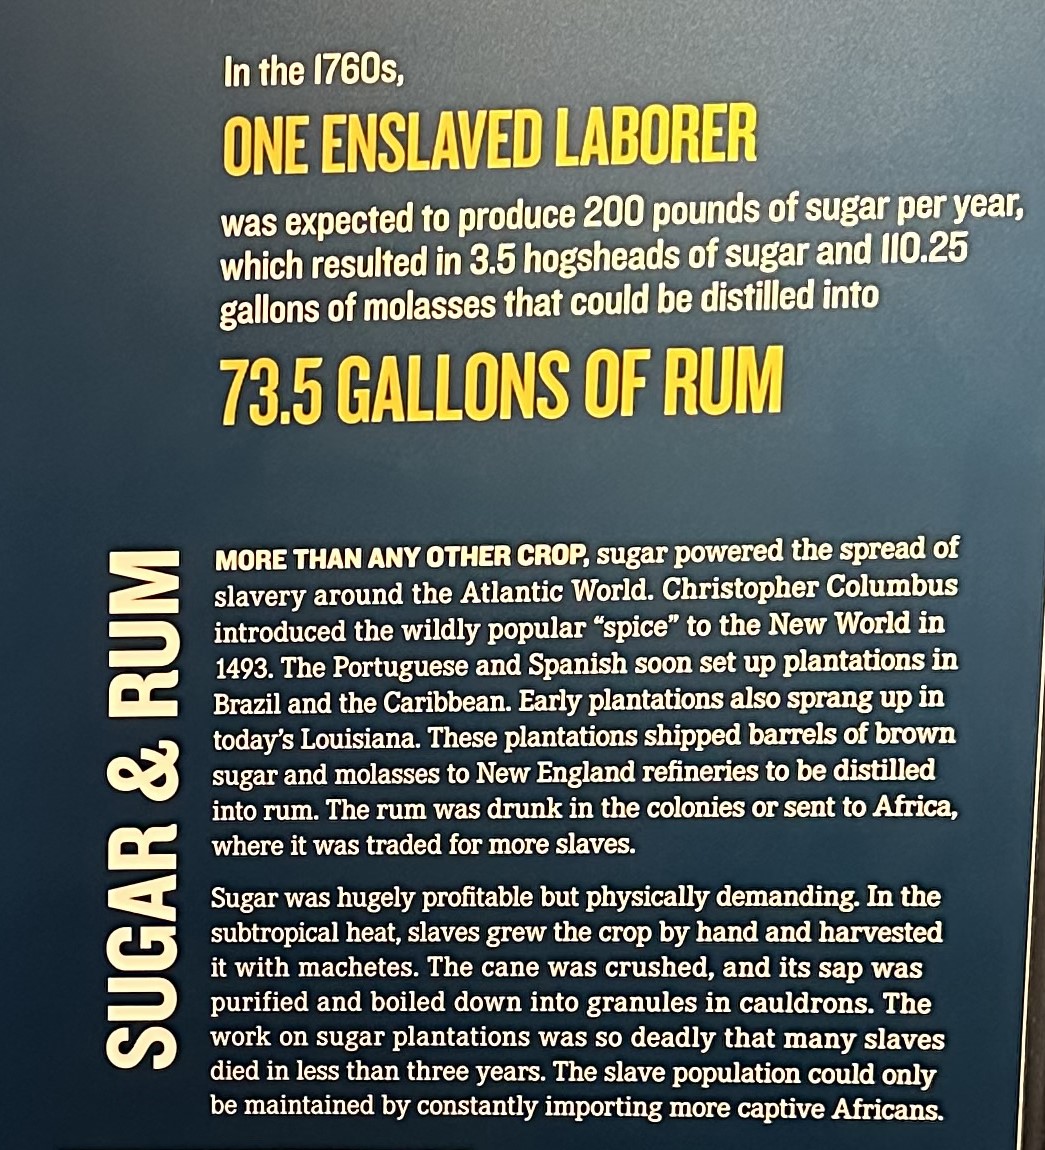 In the 1760s,
ONE ENSLAVED LABORER
was expected to produce 200 pounds of sugar per year,
which resulted in 3.5 hogsheads of sugar and 110.25
gallons of molasses that could be distilled into
73.5 GALLONS OF RUM
SUGAR & RUM
MORE THAN ANY OTHER CROP, sugar powered the spread of
slavery around the Atlantic World. Christopher Columbus
introduced the wildly popular “spice” to the New World in
1493. The Portuguese and Spanish soon set up plantations in
Brazil and the Caribbean. Early plantations also sprang up in
today’s Louisiana. These plantations shipped barrels of brown
sugar and molasses to New England refineries to be distilled
into rum. The rum was drunk in the colonies or sent to Africa,
where it was traded for more slaves.
Sugar was hugely profitable but physically demanding. In the
subtropical heat, slaves grew the crop by hand and harvested
it with machetes. The cane was crushed, and its sap was
purified and boiled down into granules in cauldrons. The
work on sugar plantations was so deadly that many slaves
died in less than three years. The slave population could only
be maintained by constantly importing more captive Africans.